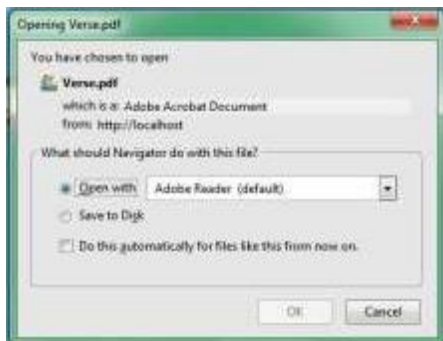 Opening Verse.pdf
You have chosen to open
Verse.pdf
which is a: Adobe Acrobat Document
from: http://localhost
What should Navigator do with this file?
Open with Adobe Reader (default)
Save to Disk
Do this automatically for files like this from now on.
OK Cancel